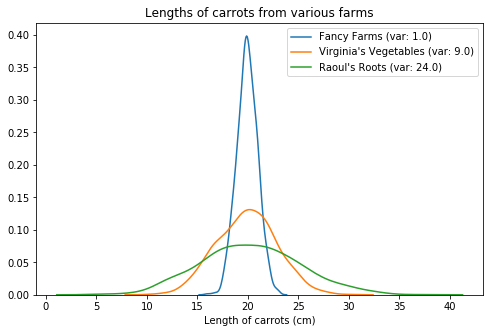 Lengths of carrots from various farms
Fancy Farms (var: 1.0)
Virginia's Vegetables (var: 9.0)
Raoul's Roots (var: 24.0)
0.40
0.35
0.30
0.25
0.20
0.15
0.10
0.05
0.00
0 5 10 15 20 25 30 35 40
Length of carrots (cm)